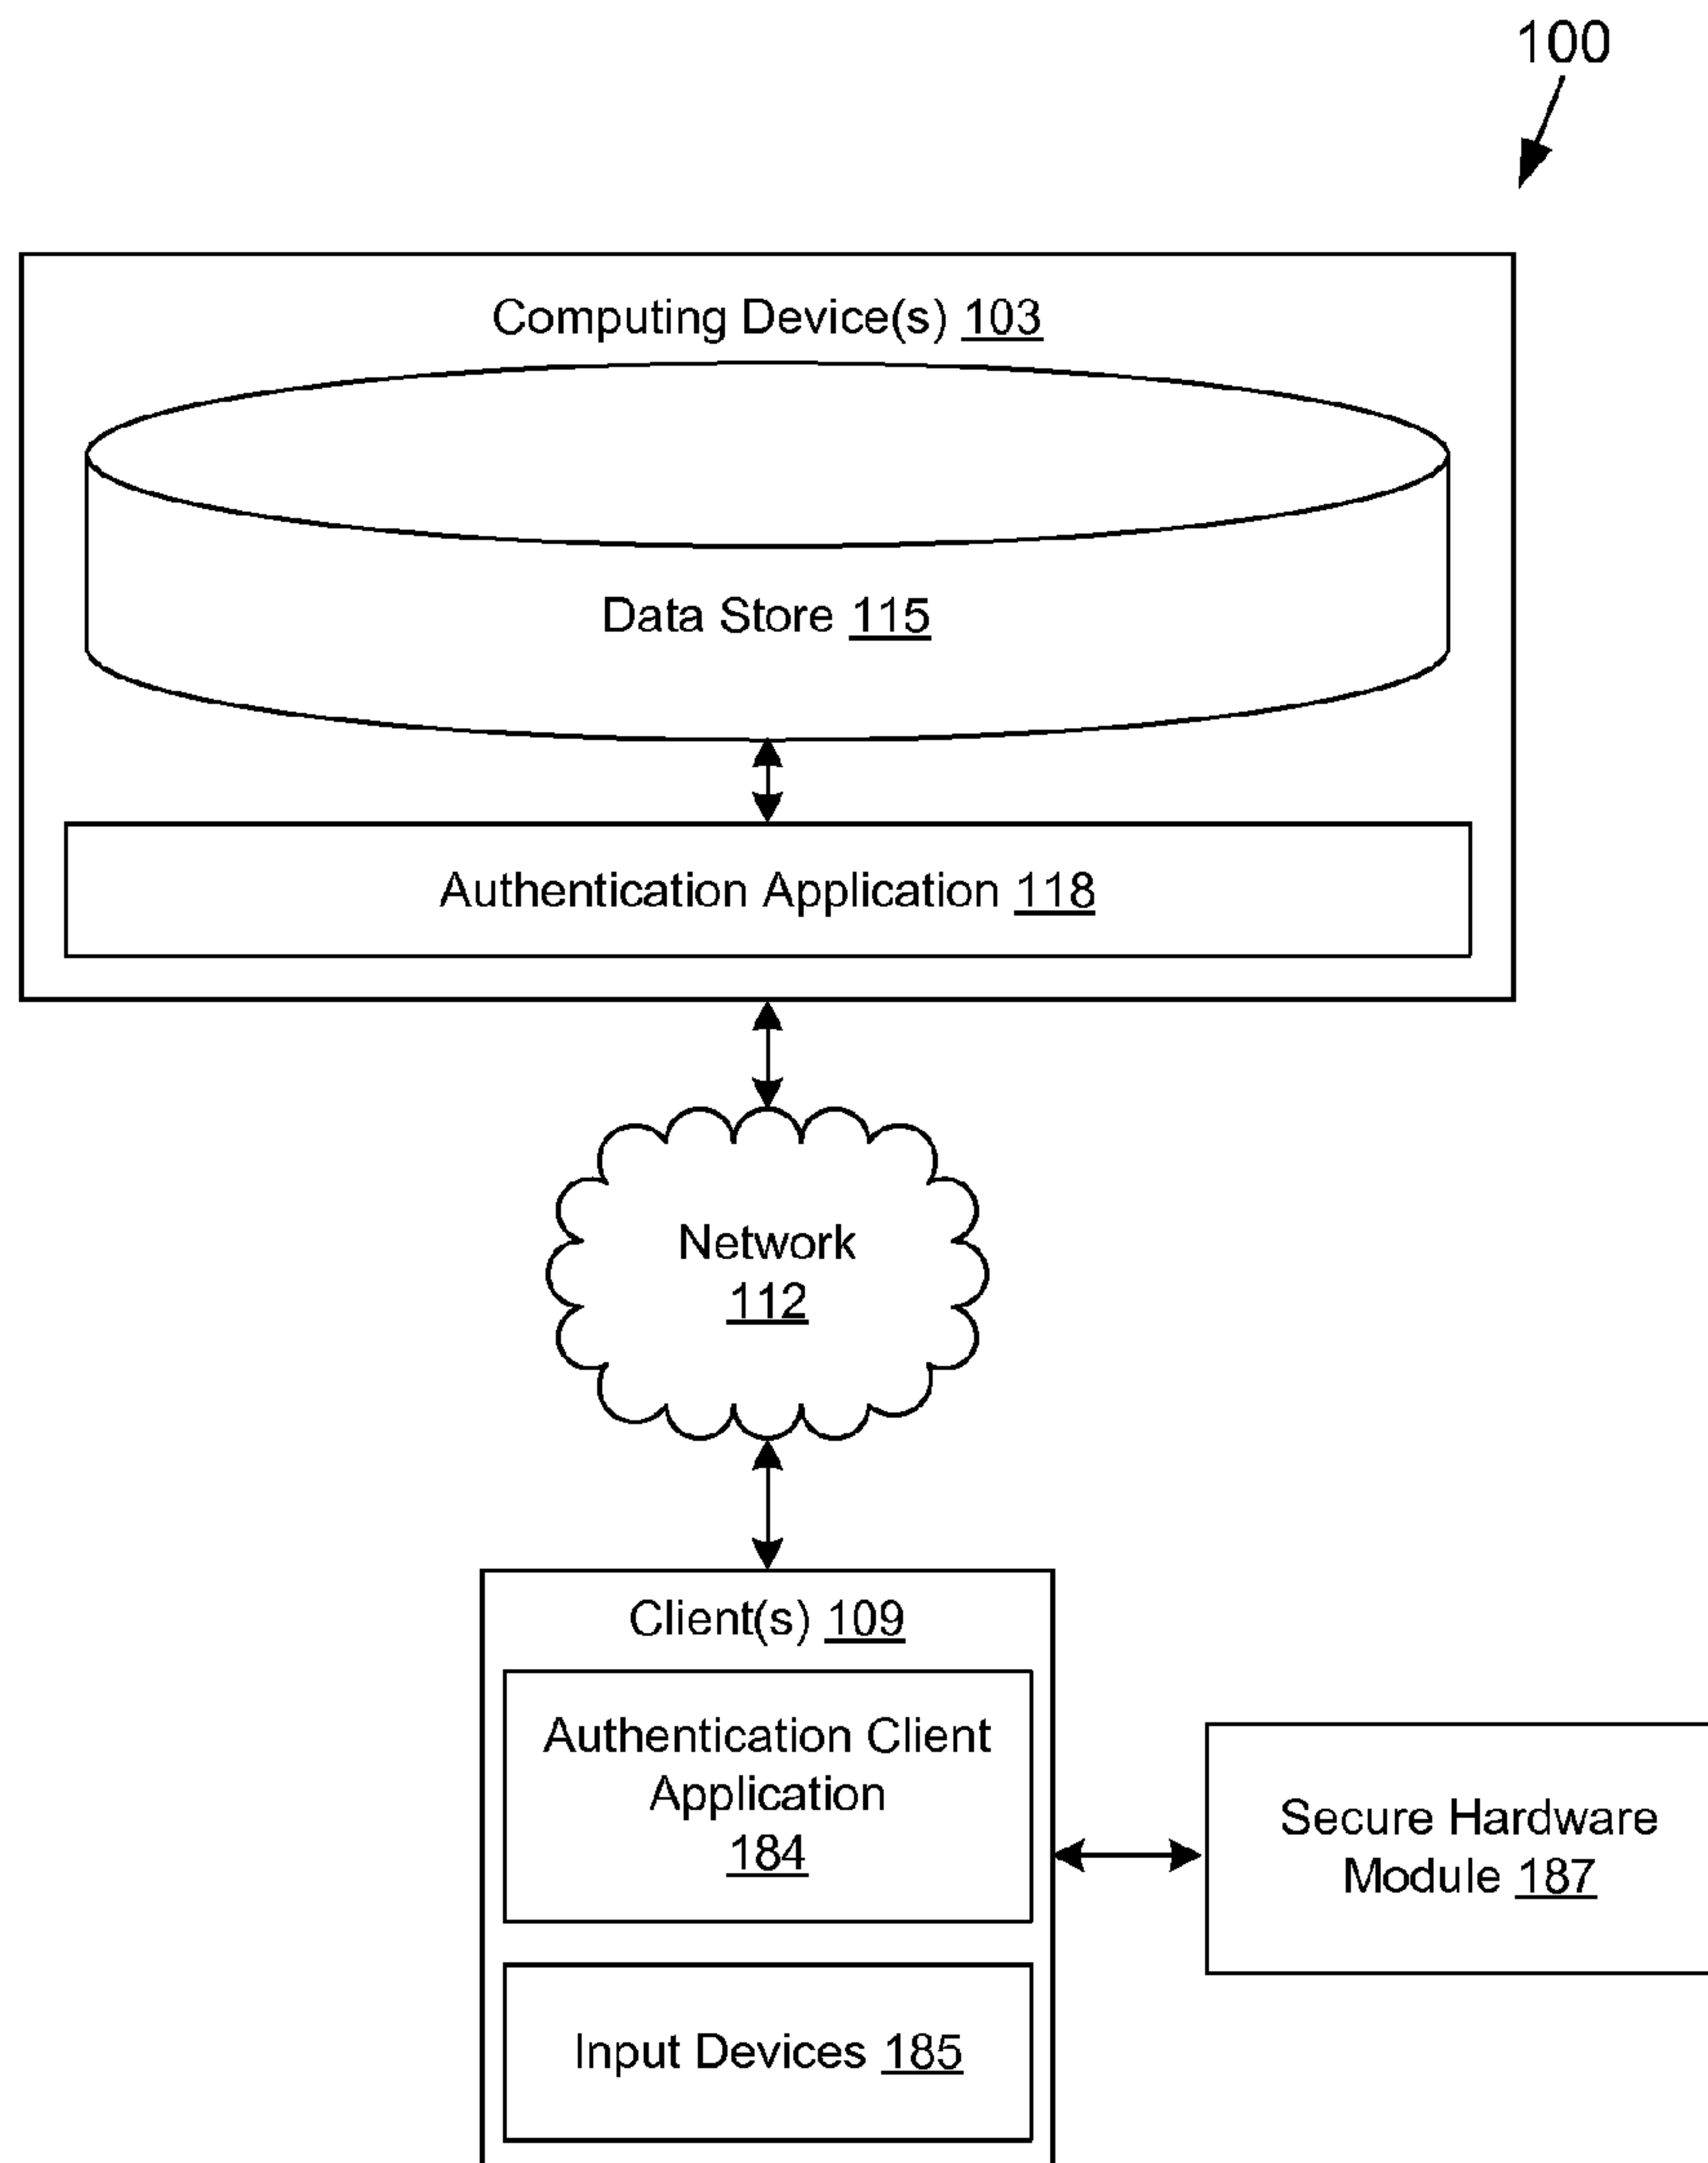 100
Computing Device(s) 103
Data Store 115
Authentication Application 118
Network
112
Client(s) 109
Authentication Client
Application
184
Secure Hardware
Module 187
Input Devices 185